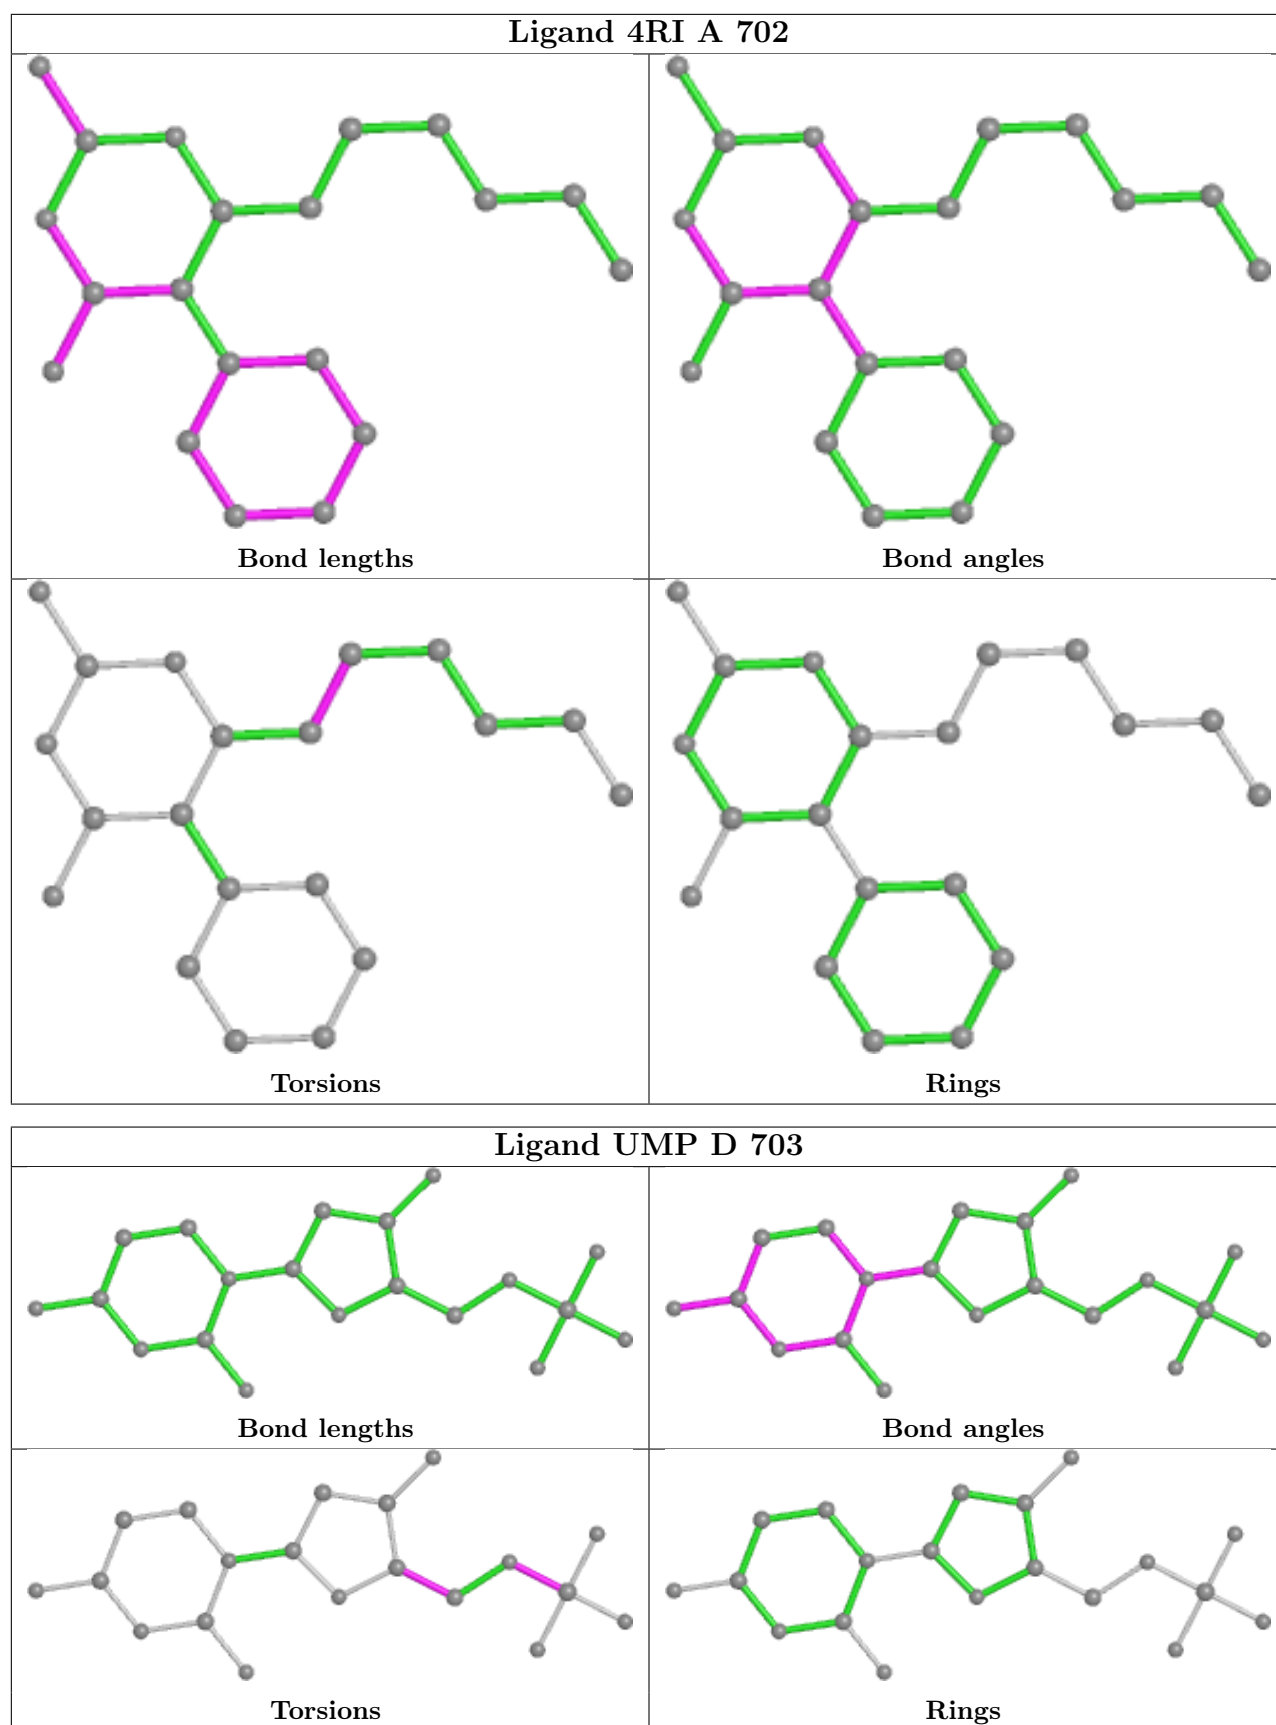 Ligand 4RI A 702
Bond lengths
Bond angles
Torsions
Rings
Ligand UMP D 703
Bond lengths
Bond angles
Torsions
Rings